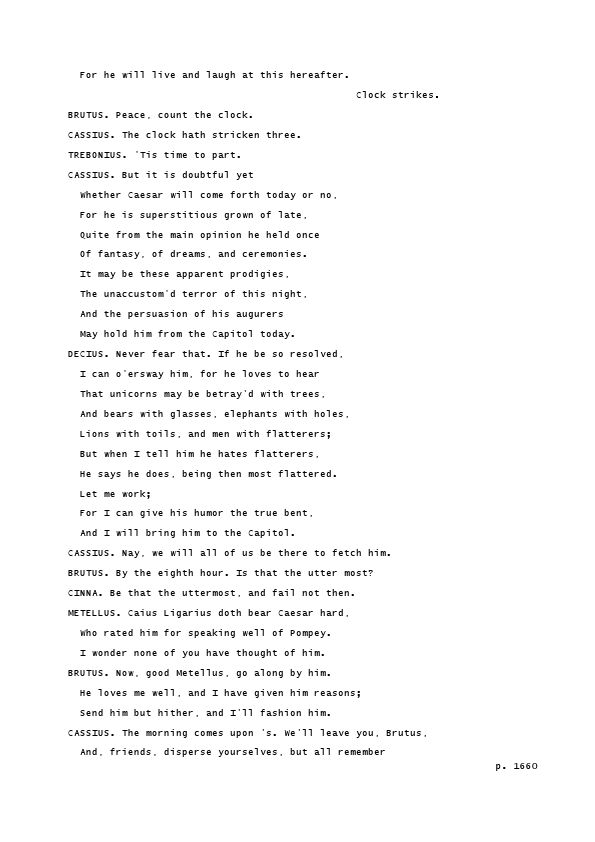 For he will live and laugh at this hereafter.
Clock strikes.
BRUTUS. Peace, count the clock.
CASSIUS. The clock hath stricken three.
TREBONIUS. 'Tis time to part.
CASSIUS. But it is doubtful yet
Whether Caesar will come forth today or no,
For he is superstitious grown of late,
Quite from the main opinion he held once
Of fantasy, of dreams, and ceremonies.
It may be these apparent prodigies,
The unaccustom'd terror of this night,
And the persuasion of his augurers
May hold him from the Capitol today.
DECIUS. Never fear that. If he be so resolved,
I can o'ersway him, for he loves to hear
That unicorns may be betray'd with trees,
And bears with glasses, elephants with holes,
Lions with toils, and men with flatterers;
But when I tell him he hates flatterers,
He says he does, being then most flattered.
Let me work;
For I can give his humor the true bent,
And I will bring him to the Capitol.
CASSIUS. Nay, we will all of us be there to fetch him.
BRUTUS. By the eighth hour. Is that the utter most?
CINNA. Be that the uttermost, and fail not then.
METELLUS. Caius Ligarius doth bear Caesar hard,
Who rated him for speaking well of Pompey.
I wonder none of you have thought of him.
BRUTUS. Now, good Metellus, go along by him.
He loves me well, and I have given him reasons;
Send him but hither, and I'll fashion him.
CASSIUS. The morning comes upon 's. We'll leave you, Brutus,
And, friends, disperse yourselves, but all remember
p. 1660